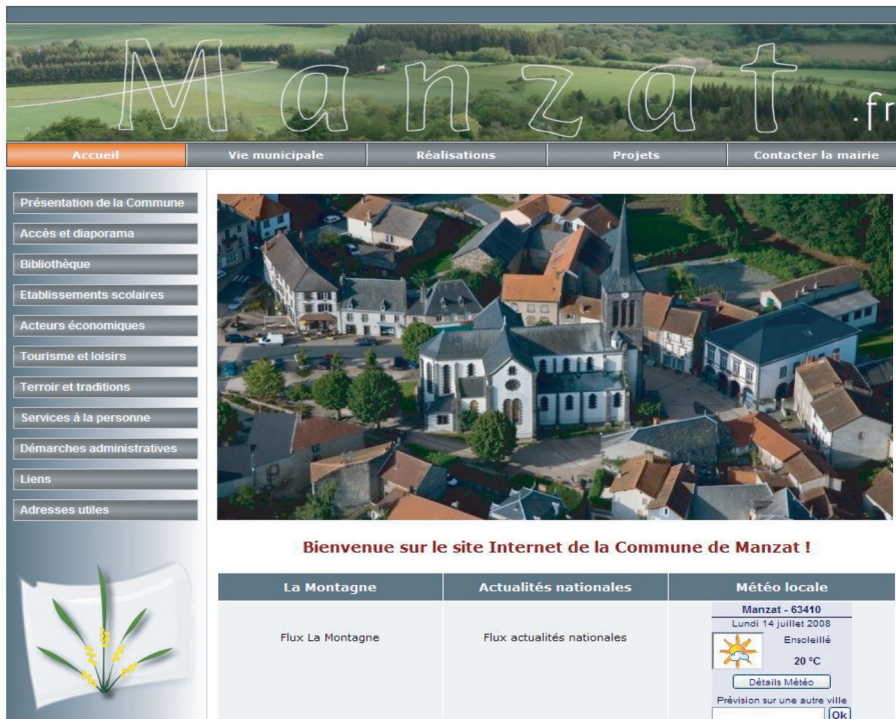 Manzat
.fr
Accueil
Vie municipale
Réalisations
Projets
Contacter la mairie
Présentation de la Commune
Accès et diaporama
Bibliothèque
Etablissements scolaires
Acteurs économiques
Tourisme et loisirs
Terroir et traditions
Services à la personne
Démarches administratives
Liens
Adresses utiles
Bienvenue sur le site Internet de la Commune de Manzat !
La Montagne
Flux La Montagne
Actualités nationales
Flux actualités nationales
Météo locale
Manzat - 63410
Lundi 14 juillet 2008
Ensoleillé
20 °C
Détails Météo
Prévision sur une autre ville
Ok